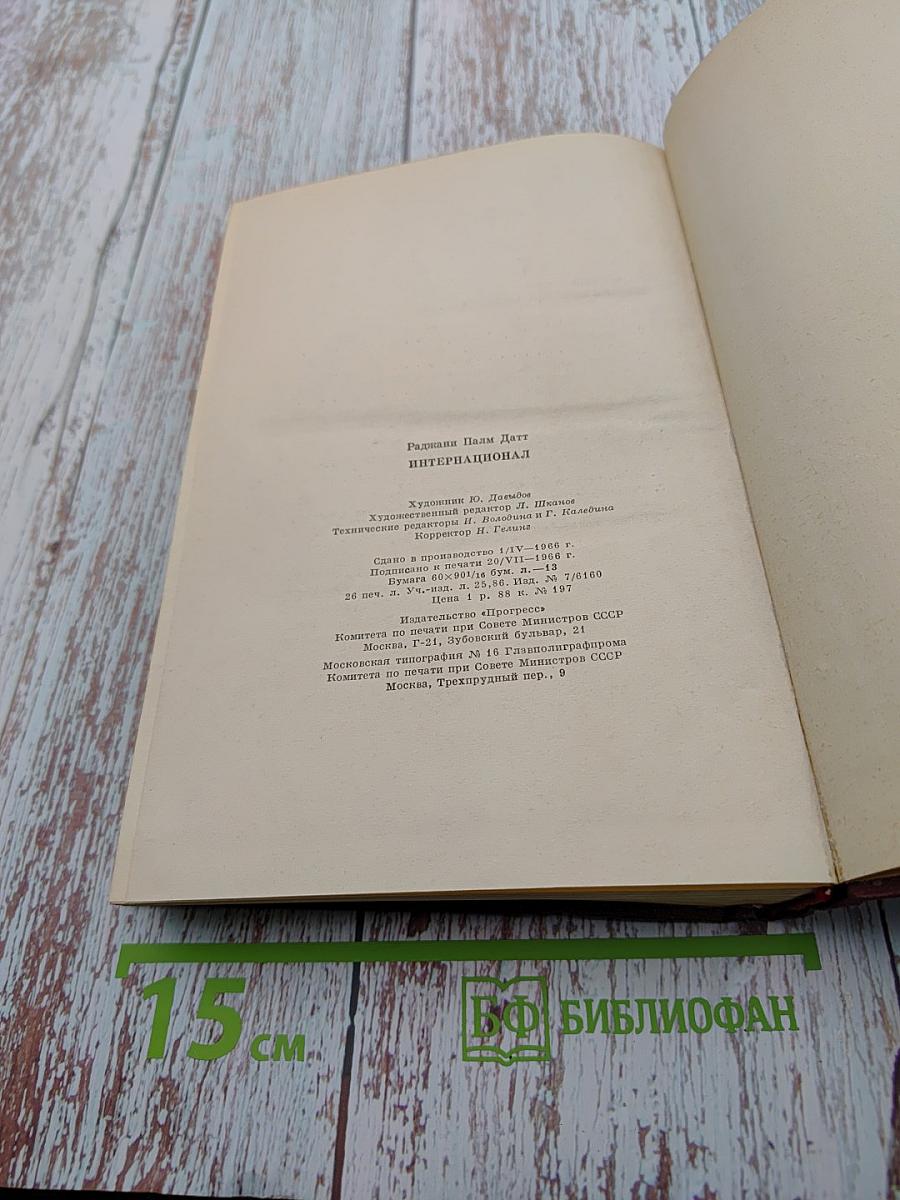 Раджани Палм Датт
ИНТЕРНАЦИОНАЛ
Художник Ю. Давыдов
Художественный редактор Л. Шканов
Технические редакторы И. Володина и Г. Каледина
Корректор Н. Гелинг
Сдано в производство 1/IV—1966 г.
Подписано к печати 20/VII—1966 г.
Бумага 60×90¹/₁₆ бум. л.—13
26 печ. л. Уч.-изд. л. 25,86. Изд. № 7/6160
Цена 1 р. 88 к. № 197
Издательство «Прогресс»
Комитета по печати при Совете Министров СССР
Москва, Г-21, Зубовский бульвар, 21
Московская типография № 16 Главполиграфпрома
Комитета по печати при Совете Министров СССР
Москва, Трехпрудный пер., 9
15 см
БФ БИБЛИОФАН